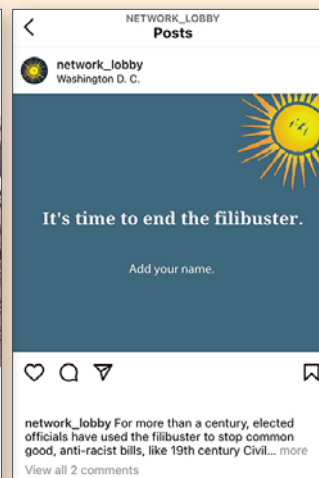 NETWORK_LOBBY
Posts
network_lobby
Washington D. C.
It's time to end the filibuster.
Add your name.
network_lobby For more than a century, elected
officials have used the filibuster to stop common
good, anti-racist bills, like 19th century Civil... more
View all 2 comments